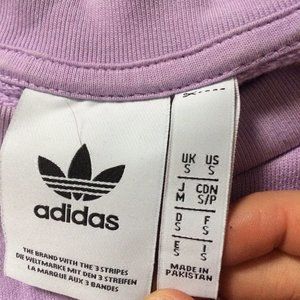 adidas
THE BRAND WITH THE 3 STRIPES
DIE WELTMARKE MIT DEN 3 STREIFEN
LA MARQUE AUX 3 BANDES
UK US
S S
J CDN
M S/P
D F
S S
E I
S S
MADE IN
PAKISTAN